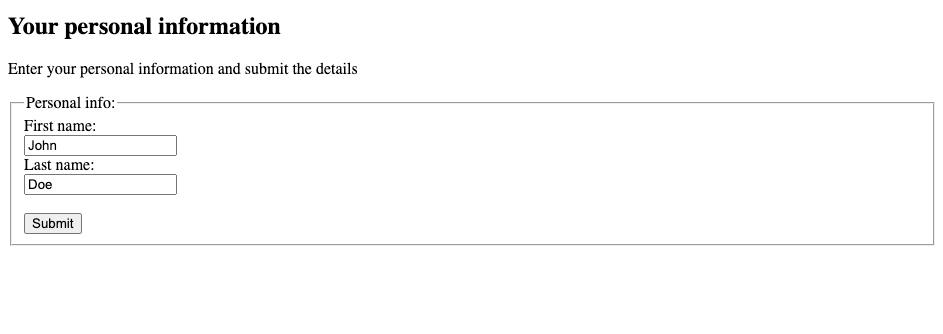 Your personal information
Enter your personal information and submit the details
Personal info:
First name:
John
Last name:
Doe
Submit